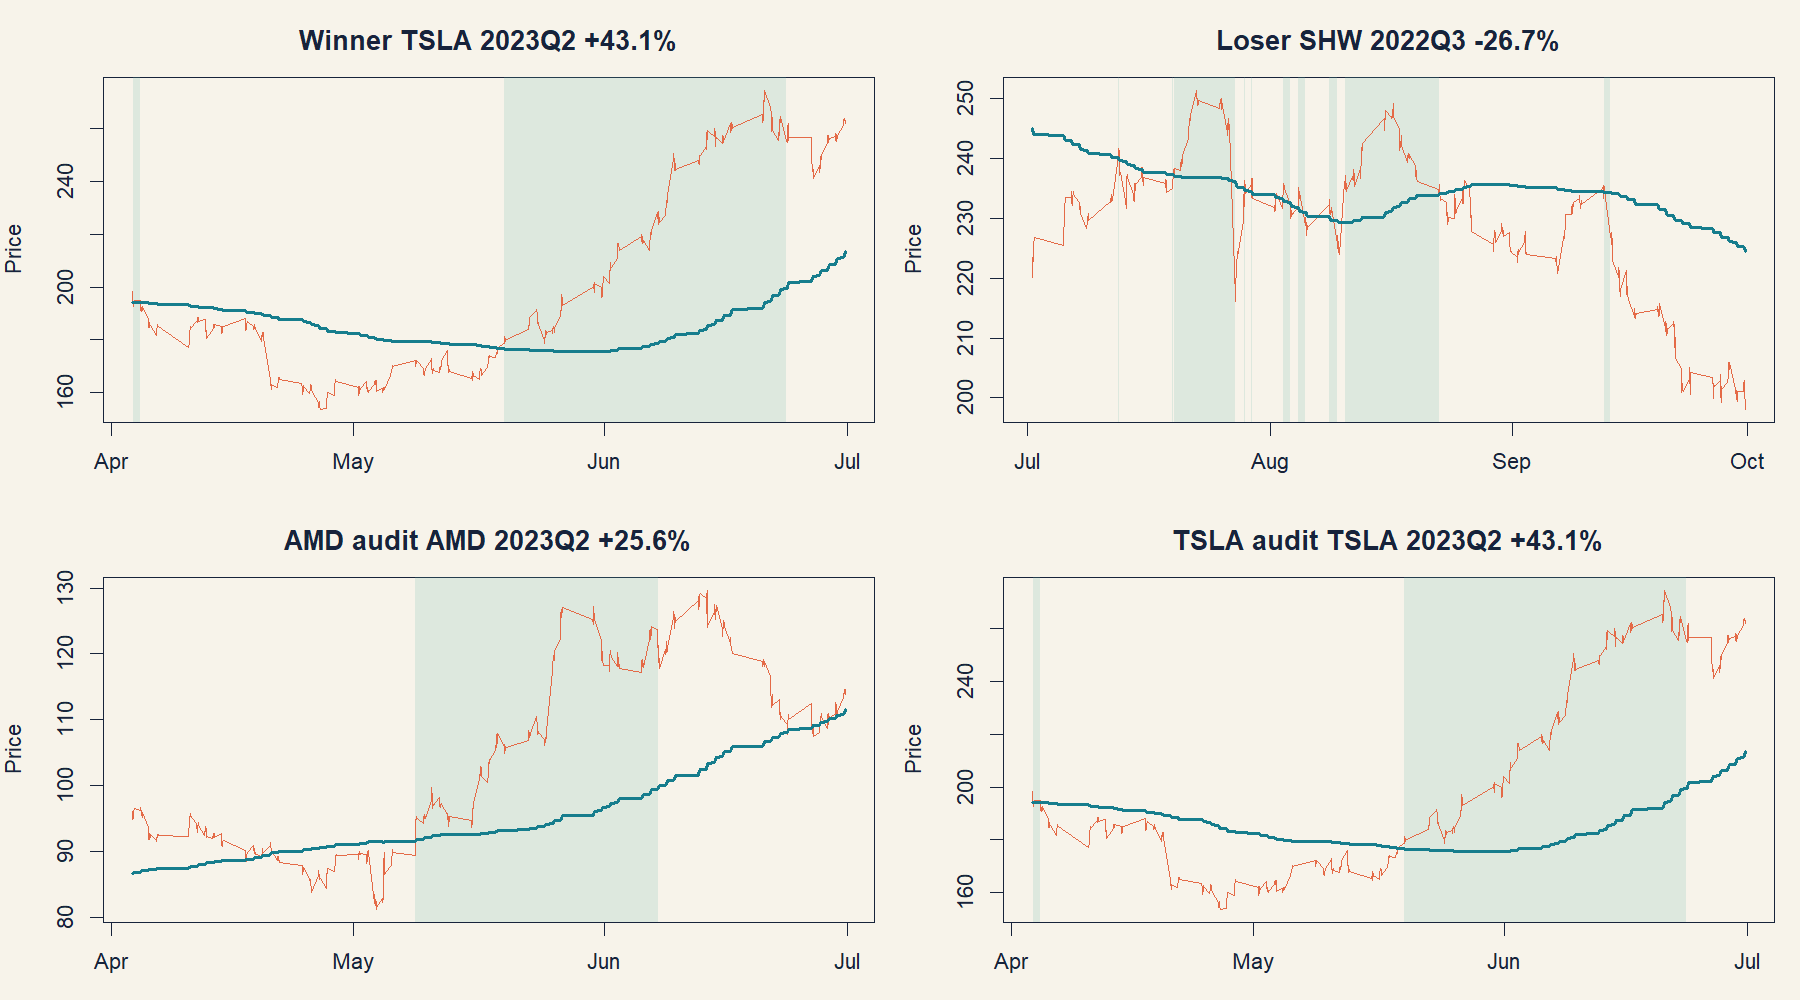 Winner TSLA 2023Q2 +43.1%
Price
240
200
160
Apr May Jun Jul
Loser SHW 2022Q3 -26.7%
Price
250
240
230
220
210
200
Jul Aug Sep Oct
AMD audit AMD 2023Q2 +25.6%
Price
130
120
110
100
90
80
Apr May Jun Jul
TSLA audit TSLA 2023Q2 +43.1%
Price
240
200
160
Apr May Jun Jul